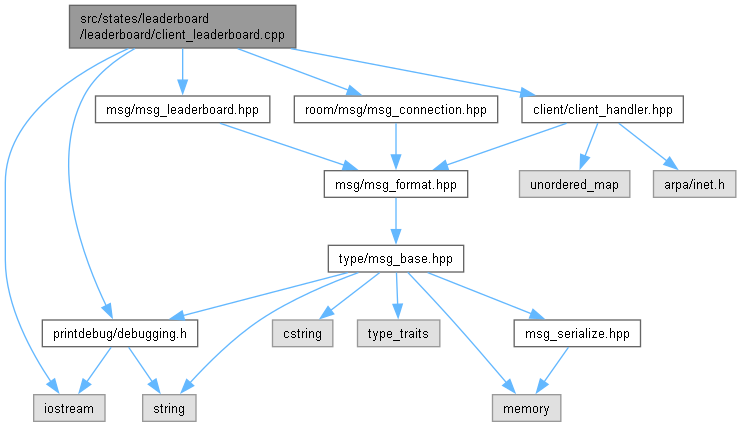 src/states/leaderboard
/leaderboard/client_leaderboard.cpp
msg/msg_leaderboard.hpp
room/msg/msg_connection.hpp
client/client_handler.hpp
msg/msg_format.hpp
unordered_map
arpa/inet.h
type/msg_base.hpp
printdebug/debugging.h
cstring
type_traits
msg_serialize.hpp
iostream
string
memory